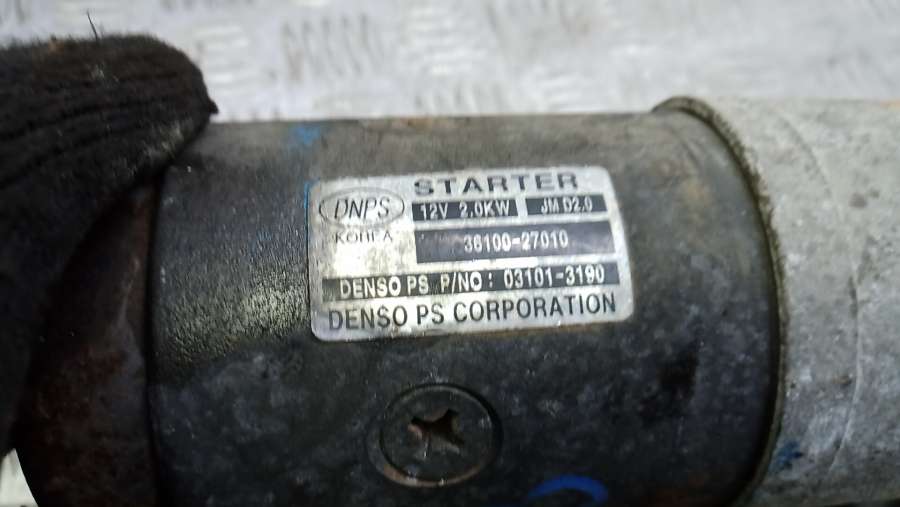 STARTER
DNPS 12V 2.0KW JM D2.0
KOREA 36100-27010
DENSO PS P/NO: 03101-3190
DENSO PS CORPORATION